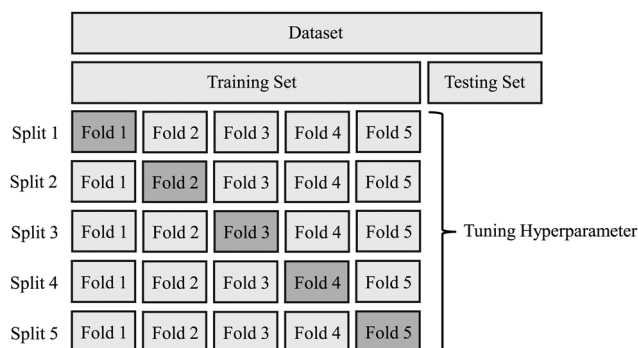 Dataset
Training Set Testing Set
Split 1 Fold 1 Fold 2 Fold 3 Fold 4 Fold 5
Split 2 Fold 1 Fold 2 Fold 3 Fold 4 Fold 5
Split 3 Fold 1 Fold 2 Fold 3 Fold 4 Fold 5 Tuning Hyperparameter
Split 4 Fold 1 Fold 2 Fold 3 Fold 4 Fold 5
Split 5 Fold 1 Fold 2 Fold 3 Fold 4 Fold 5